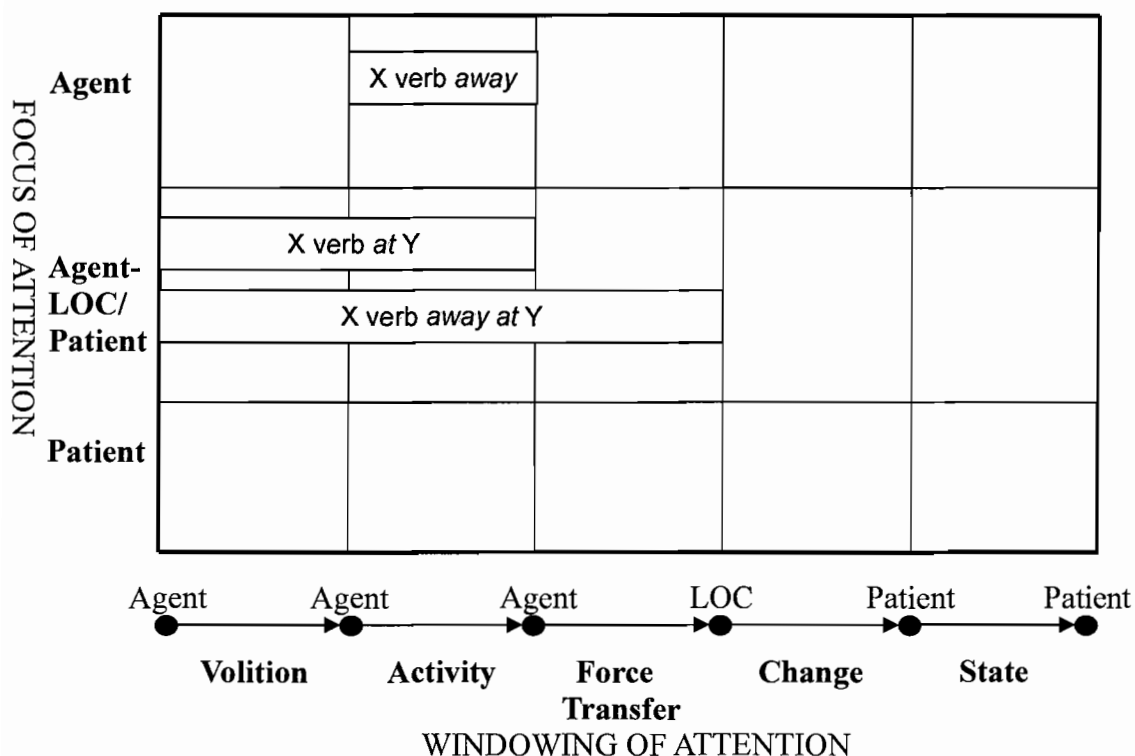 FOCUS OF ATTENTION
Agent
X verb away
Agent-
LOC/
Patient
X verb at Y
X verb away at Y
Patient
Agent Agent Agent LOC Patient Patient
Volition Activity Force Change State
Transfer
WINDOWING OF ATTENTION